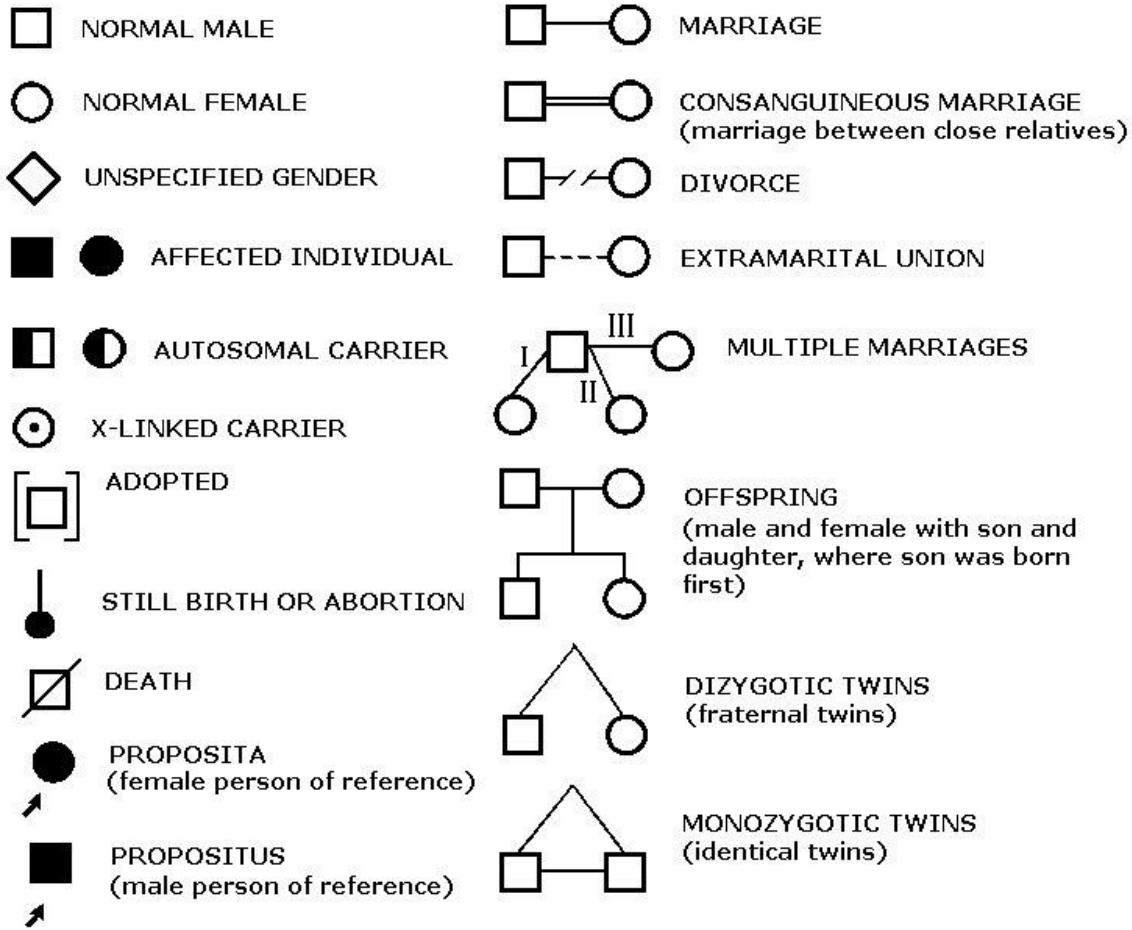 NORMAL MALE
NORMAL FEMALE
UNSPECIFIED GENDER
AFFECTED INDIVIDUAL
AUTOSOMAL CARRIER
X-LINKED CARRIER
ADOPTED
STILL BIRTH OR ABORTION
DEATH
PROPOSITA
(female person of reference)
PROPOSITUS
(male person of reference)
MARRIAGE
CONSANGUINEOUS MARRIAGE
(marriage between close relatives)
DIVORCE
EXTRAMARITAL UNION
I
II
III
MULTIPLE MARRIAGES
OFFSPRING
(male and female with son and
daughter, where son was born
first)
DIZYGOTIC TWINS
(fraternal twins)
MONOZYGOTIC TWINS
(identical twins)